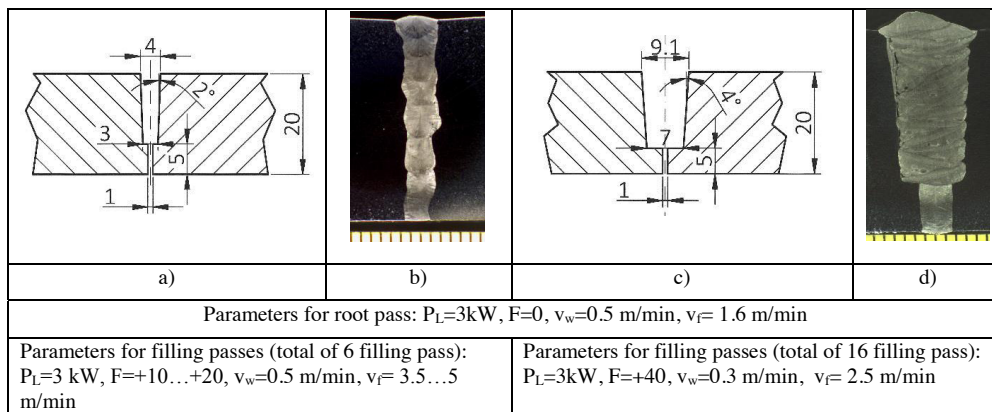 4
2°
3
5
20
1
9.1
4°
7
5
20
1
a)
b)
c)
d)
Parameters for root pass: PL=3kW, F=0, vw=0.5 m/min, vf= 1.6 m/min
Parameters for filling passes (total of 6 filling pass):
PL=3 kW, F=+10…+20, vw=0.5 m/min, vf= 3.5…5
m/min
Parameters for filling passes (total of 16 filling pass):
PL=3kW, F=+40, vw=0.3 m/min, vf= 2.5 m/min